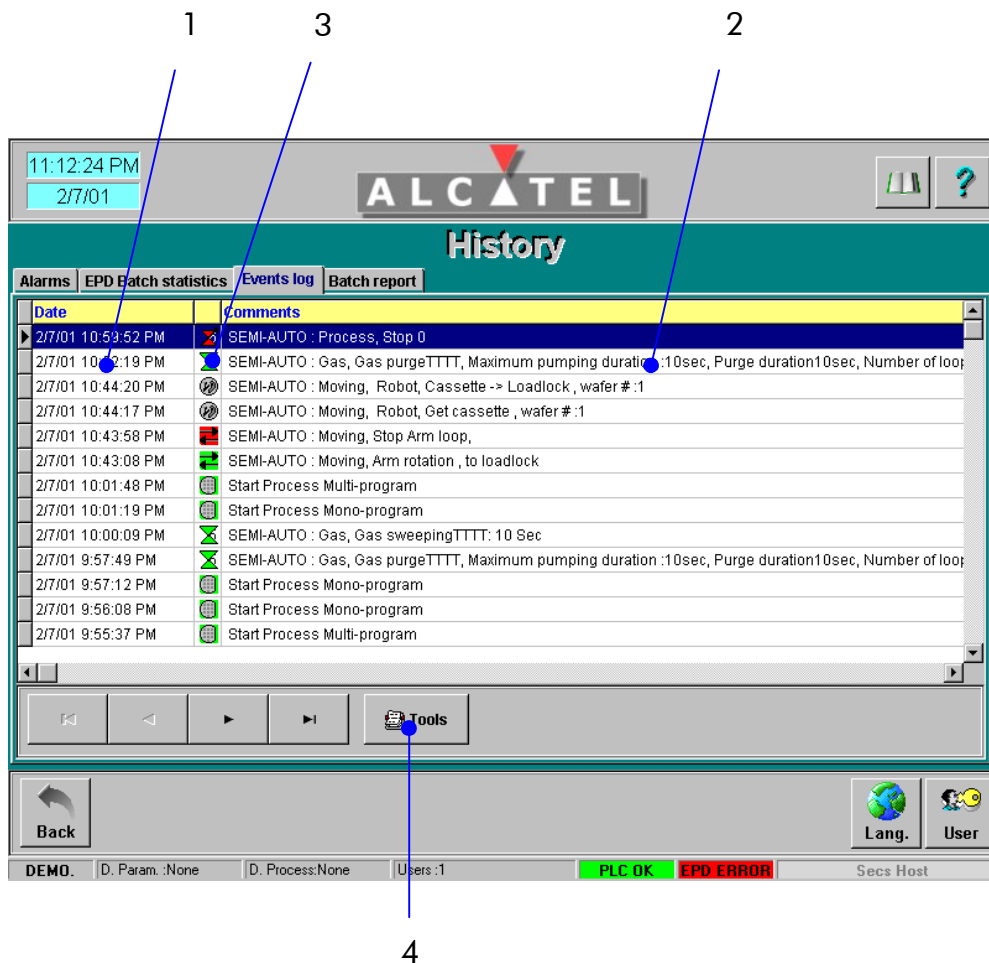 1 3 2
11:12:24 PM
2/7/01
ALCATEL
?
History
Alarms EPD Batch statistics Events log Batch report
Date Comments
2/7/01 10:59:52 PM SEMI-AUTO : Process, Stop 0
2/7/01 10: 2:19 PM SEMI-AUTO : Gas, Gas purgeTTTT, Maximum pumping duration :10sec, Purge duration10sec, Number of loop
2/7/01 10:44:20 PM SEMI-AUTO : Moving, Robot, Cassette -> Loadlock , wafer # :1
2/7/01 10:44:17 PM SEMI-AUTO : Moving, Robot, Get cassette , wafer # :1
2/7/01 10:43:58 PM SEMI-AUTO : Moving, Stop Arm loop,
2/7/01 10:43:08 PM SEMI-AUTO : Moving, Arm rotation , to loadlock
2/7/01 10:01:48 PM Start Process Multi-program
2/7/01 10:01:19 PM Start Process Mono-program
2/7/01 10:00:09 PM SEMI-AUTO : Gas, Gas sweepingTTTT: 10 Sec
2/7/01 9:57:49 PM SEMI-AUTO : Gas, Gas purgeTTTT, Maximum pumping duration :10sec, Purge duration10sec, Number of loop
2/7/01 9:57:12 PM Start Process Mono-program
2/7/01 9:56:08 PM Start Process Mono-program
2/7/01 9:55:37 PM Start Process Multi-program
Tools
Back Lang. User
DEMO. D. Param. :None D. Process:None Users :1 PLC OK EPD ERROR Secs Host
4